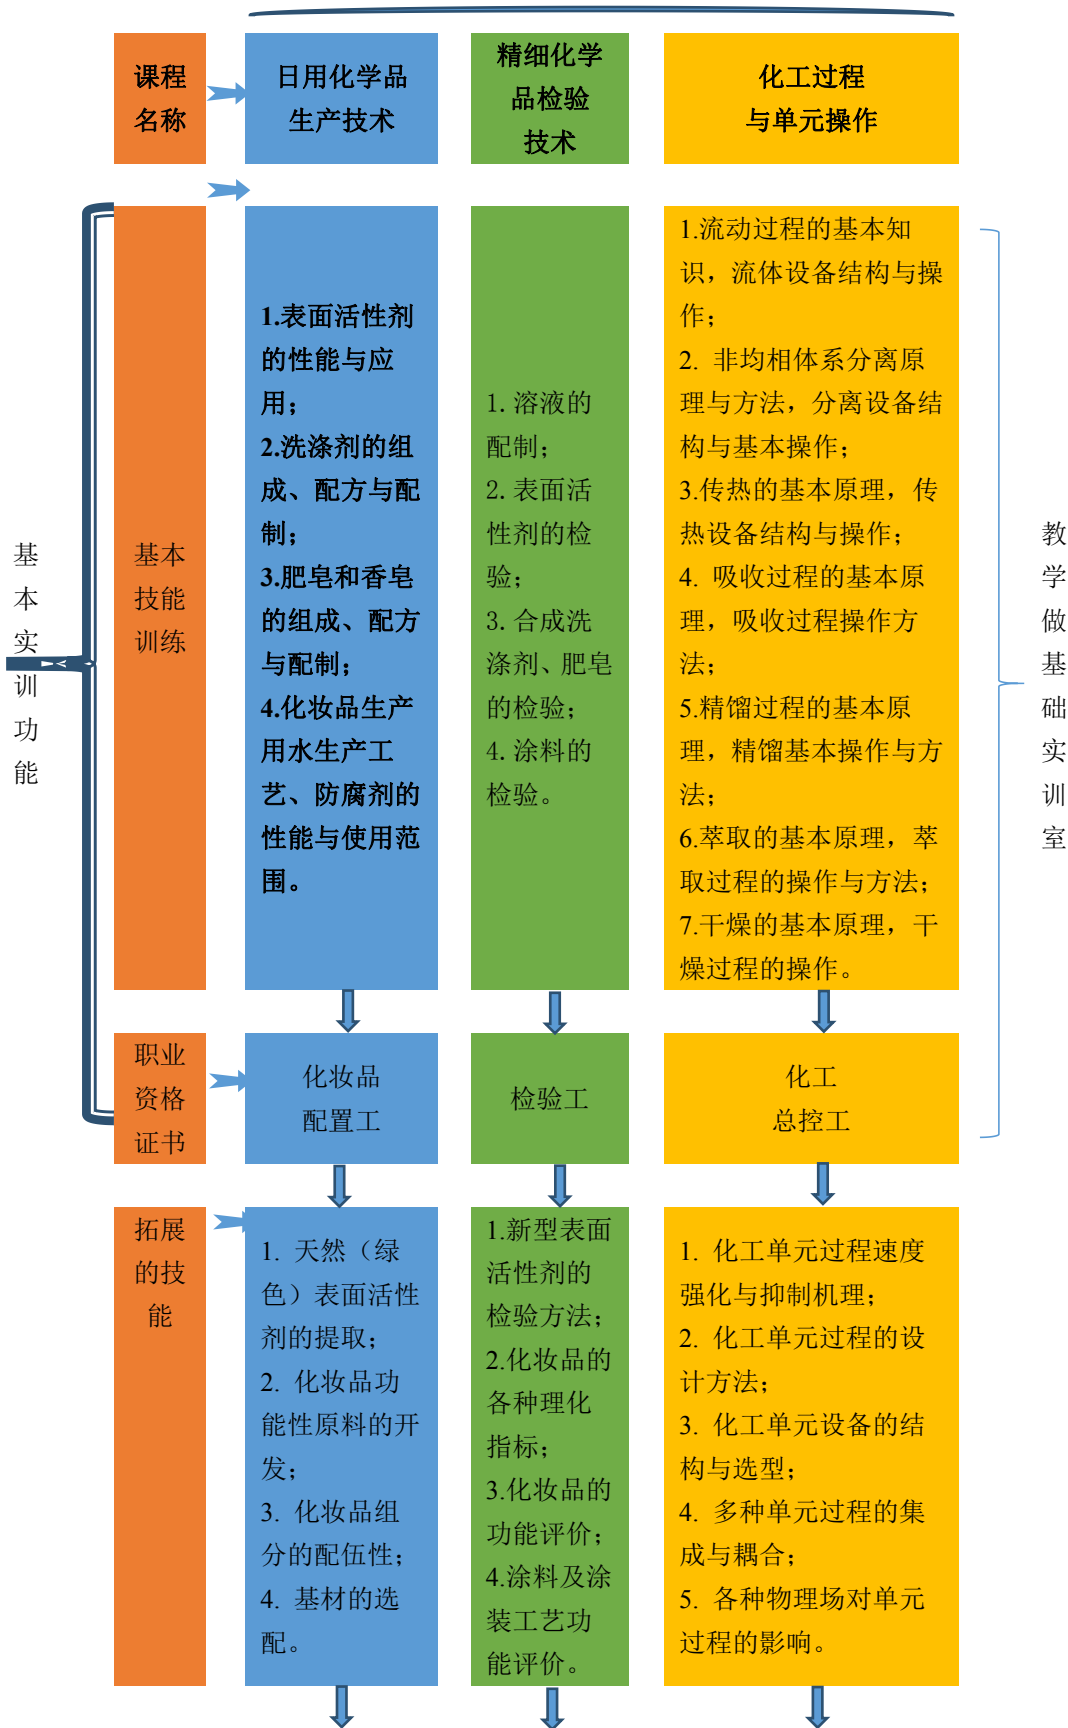 课程
名称
日用化学品
生产技术
精细化学
品检验
技术
化工过程
与单元操作
基本实训功能
基本
技能
训练
1.表面活性剂
的性能与应
用；
2.洗涤剂的组
成、配方与配
制；
3.肥皂和香皂
的组成、配方
与配制；
4.化妆品生产
用水生产工
艺、防腐剂的
性能与使用范
围。
1. 溶液的
配制；
2. 表面活
性剂的检
验；
3. 合成洗
涤剂、肥皂
的检验；
4. 涂料的
检验。
1.流动过程的基本知
识，流体设备结构与操
作；
2. 非均相体系分离原
理与方法，分离设备结
构与基本操作；
3.传热的基本原理，传
热设备结构与操作；
4. 吸收过程的基本原
理，吸收过程操作方
法；
5.精馏过程的基本原
理，精馏基本操作与方
法；
6.萃取的基本原理，萃
取过程的操作与方法；
7.干燥的基本原理，干
燥过程的操作。
教学做基础实训室
职业
资格
证书
化妆品
配置工
检验工
化工
总控工
拓展
的技
能
1. 天然（绿
色）表面活性
剂的提取；
2. 化妆品功
能性原料的开
发；
3. 化妆品组
分的配伍性；
4. 基材的选
配。
1.新型表面
活性剂的
检验方法；
2.化妆品的
各种理化
指标；
3.化妆品的
功能评价；
4.涂料及涂
装工艺功
能评价。
1. 化工单元过程速度
强化与抑制机理；
2. 化工单元过程的设
计方法；
3. 化工单元设备的结
构与选型；
4. 多种单元过程的集
成与耦合；
5. 各种物理场对单元
过程的影响。